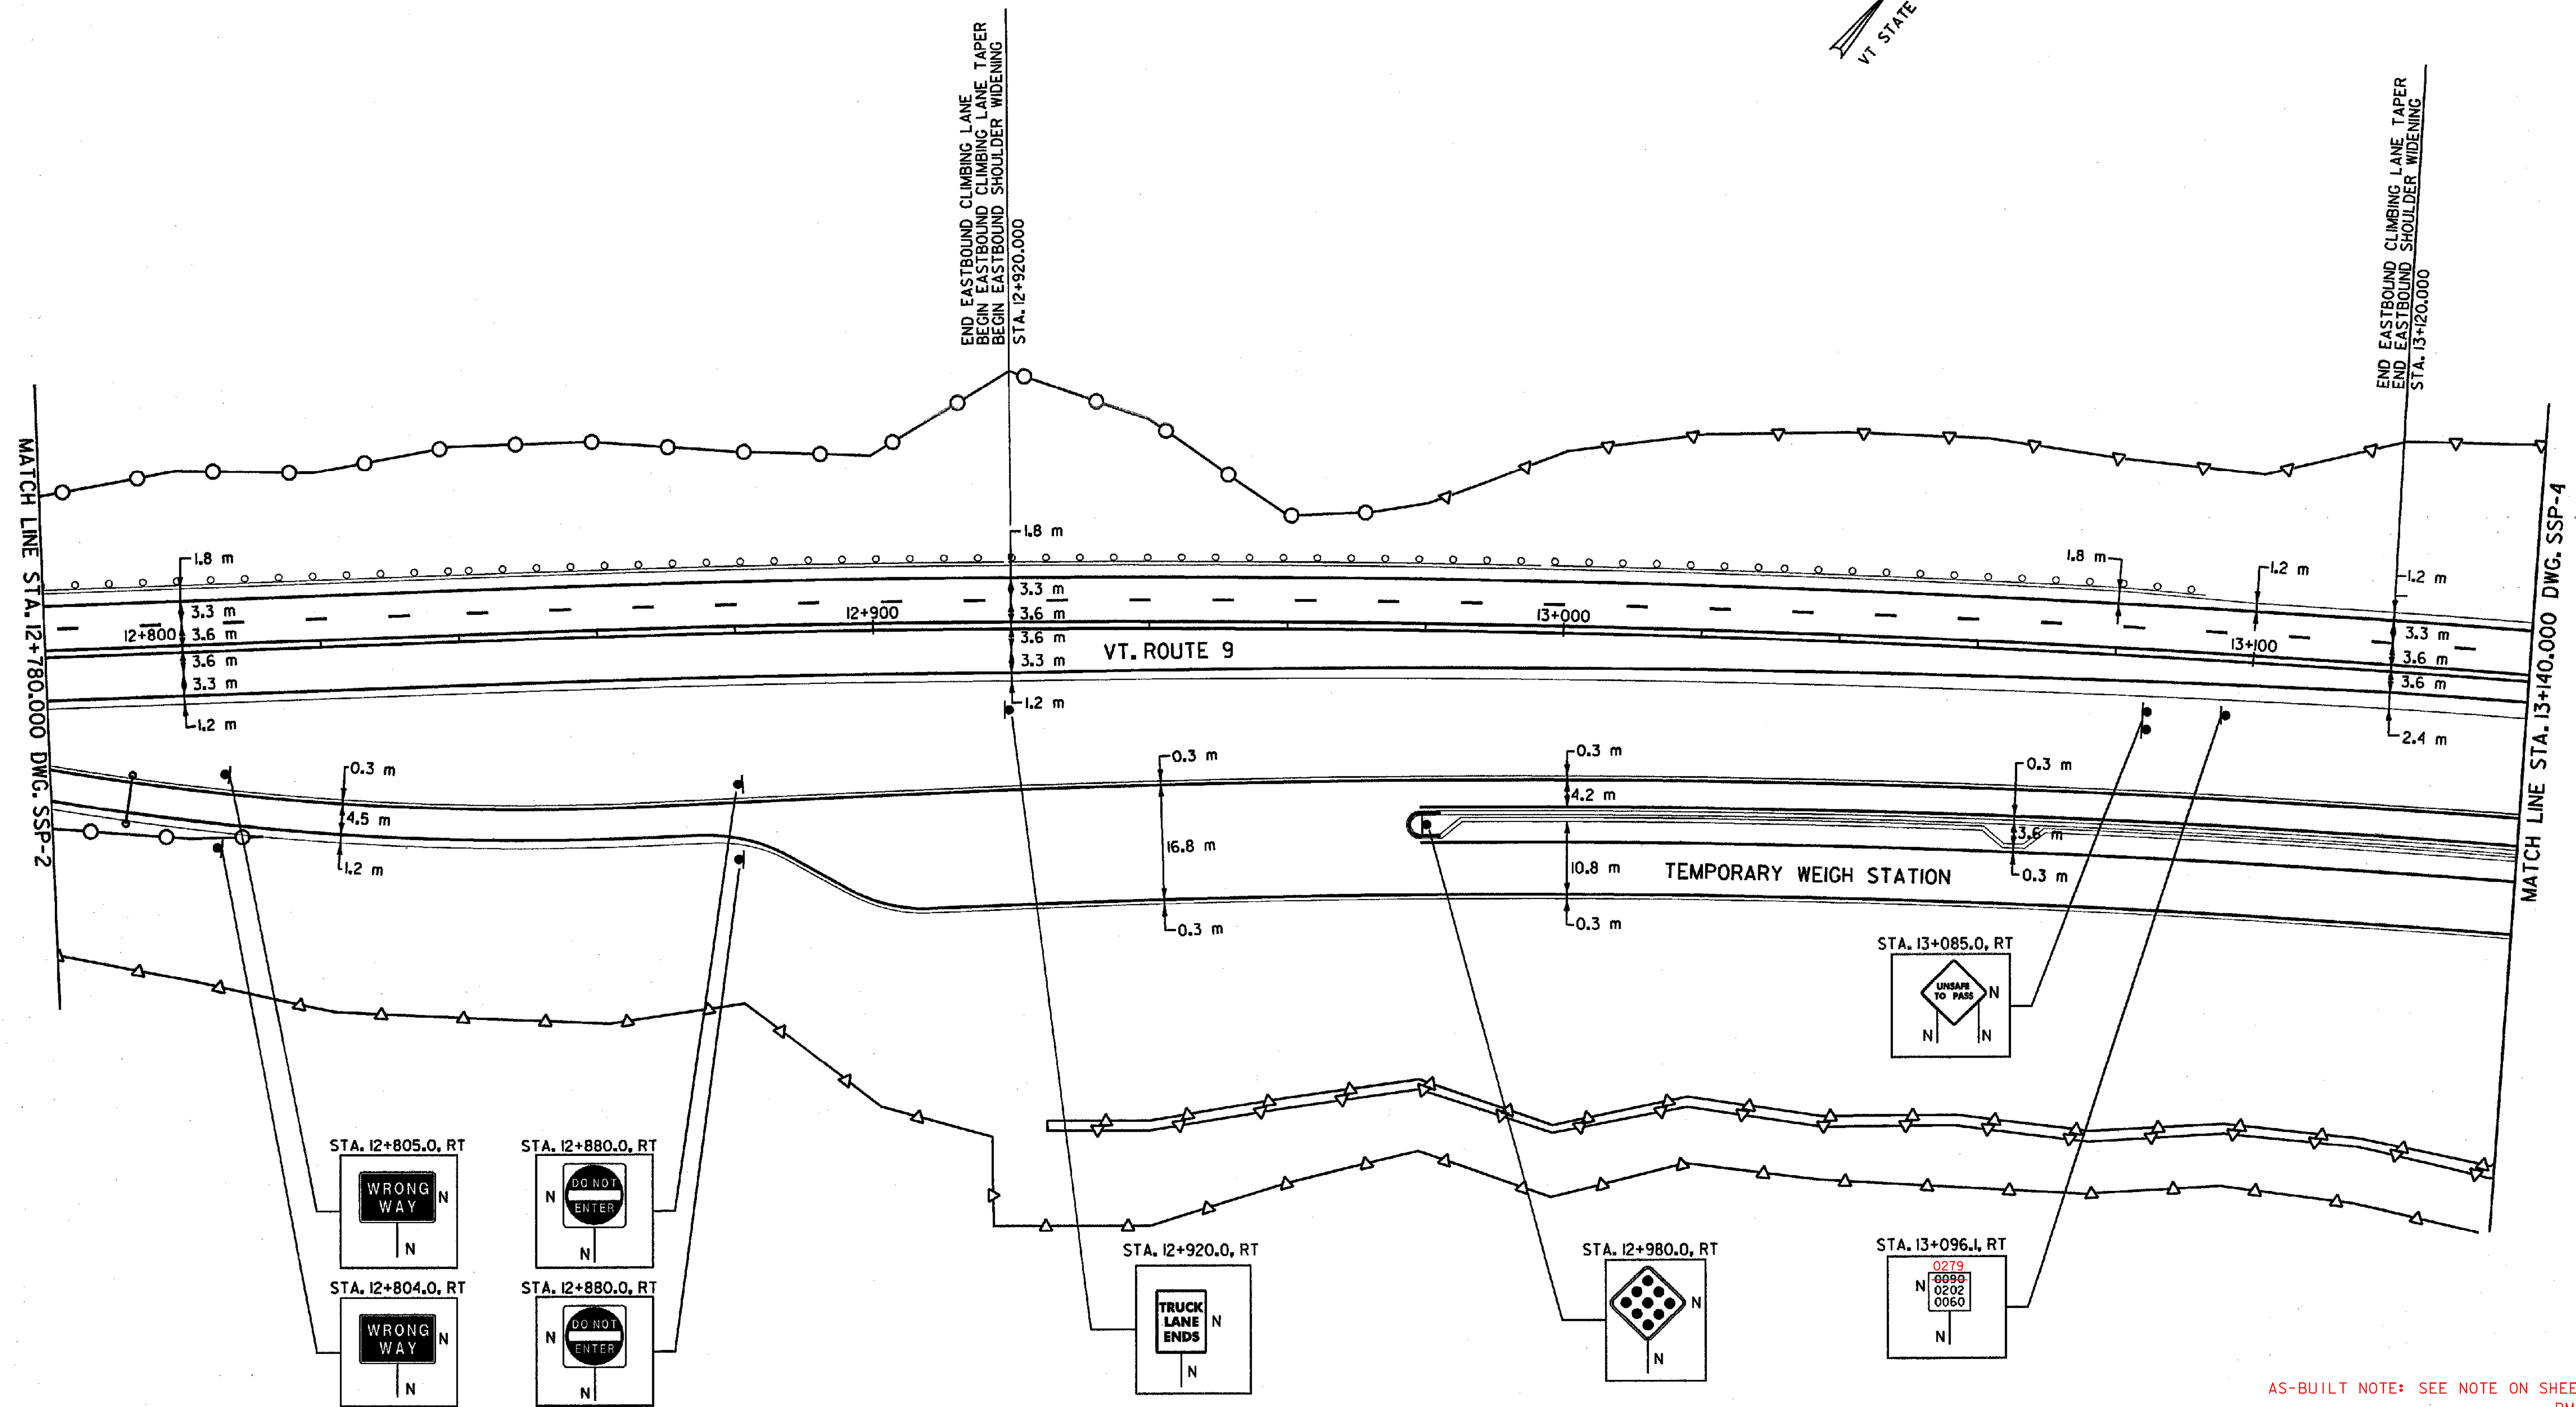 VT STATE
END EASTBOUND CLIMBING LANE
BEGIN EASTBOUND CLIMBING LANE TAPER
BEGIN EASTBOUND SHOULDER WIDENING
STA. 12+920.000
END EASTBOUND CLIMBING LANE TAPER
END EASTBOUND SHOULDER WIDENING
STA. 13+120.000
MATCH LINE STA. 12+780.000 DWG. SSP-2
MATCH LINE STA. 13+140.000 DWG. SSP-4
1.8 m
3.3 m
12+800
3.6 m
3.6 m
3.3 m
1.2 m
12+900
1.8 m
3.3 m
3.6 m
3.6 m
3.3 m
1.2 m
VT. ROUTE 9
13+000
1.8 m
1.2 m
13+100
1.2 m
3.3 m
3.6 m
3.6 m
2.4 m
0.3 m
4.5 m
1.2 m
0.3 m
16.8 m
0.3 m
0.3 m
4.2 m
10.8 m
0.3 m
0.3 m
3.6 m
0.3 m
TEMPORARY WEIGH STATION
STA. 13+085.0, RT
UNSAFE
TO PASS
N
N
N
STA. 12+805.0, RT
WRONG
WAY
N
N
STA. 12+880.0, RT
DO NOT
ENTER
N
N
STA. 12+804.0, RT
WRONG
WAY
N
N
STA. 12+880.0, RT
DO NOT
ENTER
N
N
STA. 12+920.0, RT
TRUCK
LANE
ENDS
N
N
STA. 12+980.0, RT
N
N
STA. 13+096.1, RT
0279
0090
0202
0060
N
N
AS-BUILT NOTE: SEE NOTE ON SHEE